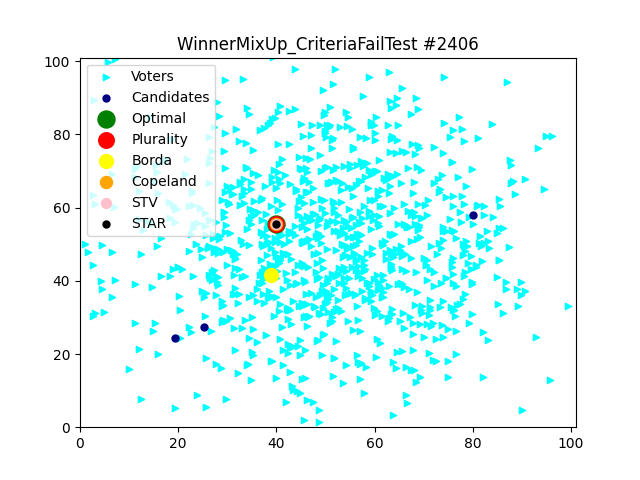 WinnerMixUp_CriteriaFailTest #2406
100
80
60
40
20
0
Voters
Candidates
Optimal
Plurality
Borda
Copeland
STV
STAR
0 20 40 60 80 100